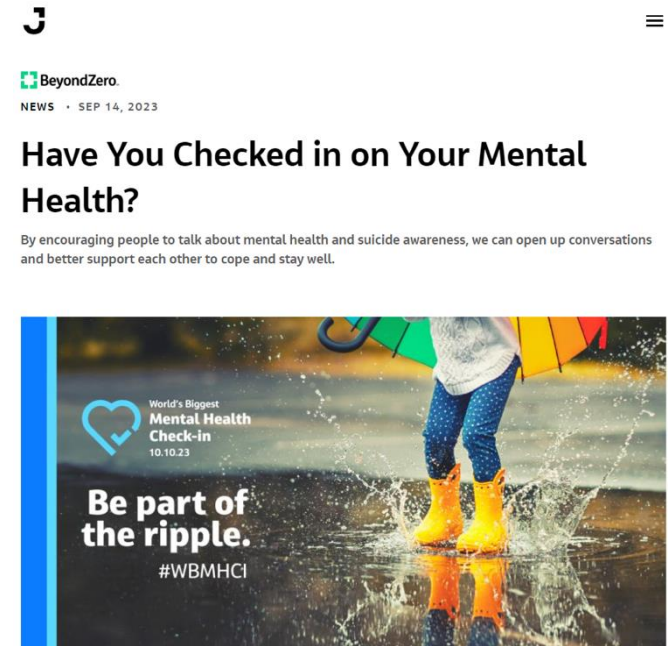 BeyondZero.
NEWS • SEP 14, 2023
Have You Checked in on Your Mental
Health?
By encouraging people to talk about mental health and suicide awareness, we can open up conversations
and better support each other to cope and stay well.
World's Biggest
Mental Health
Check-in
10.10.23
Be part of
the ripple.
#WBMHCI